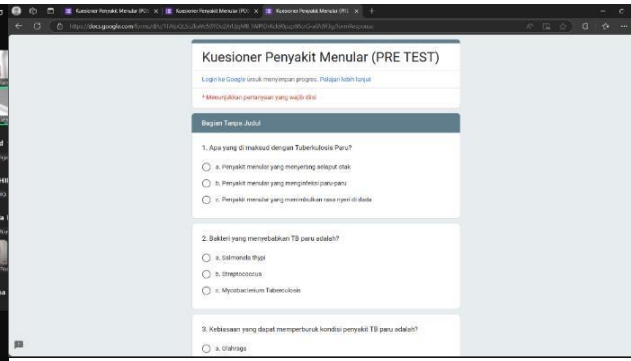 Kuesioner Penyakit Menular (PRE TEST)
Login ke Google untuk menyimpan progres. Pelajari lebih lanjut
* Menunjukkan pertanyaan yang wajib diisi
Bagian Tanpa Judul
1. Apa yang di maksud dengan Tuberkulosis Paru?
a. Penyakit menular yang menyerang selaput otak
b. Penyakit menular yang menginfeksi paru-paru
c. Penyakit menular yang menimbulkan rasa nyeri di dada
2. Bakteri yang menyebabkan TB paru adalah?
a. Salmonella thypi
b. Streptococcus
c. Mycobacterium Tuberculosis
3. Kebiasaan yang dapat memperburuk kondisi penyakit TB paru adalah?
a. Olahraga